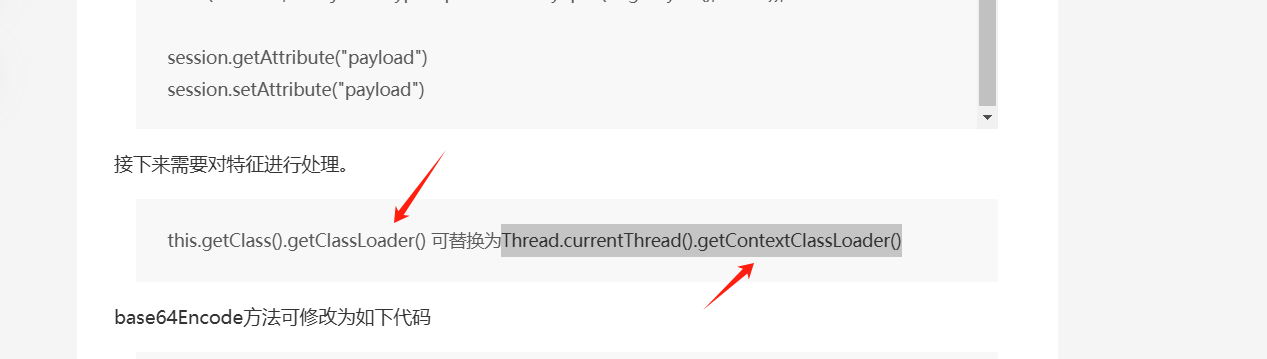 session.getAttribute("payload")
session.setAttribute("payload")
接下来需要对特征进行处理。
this.getClass().getClassLoader() 可替换为Thread.currentThread().getContextClassLoader()
base64Encode方法可修改为如下代码